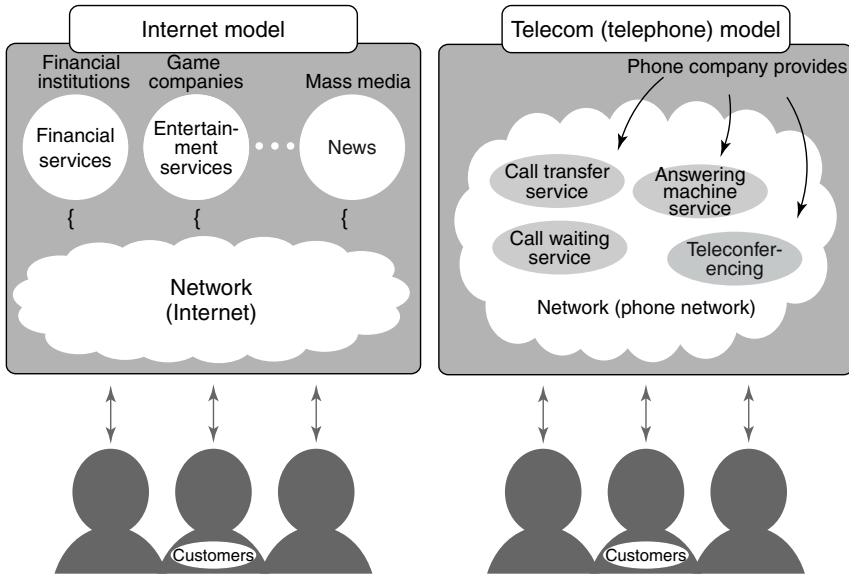 Internet model
Financial
institutions
Game
companies
Mass media
Financial
services
Entertain-
ment
services
News
{
{
{
Network
(Internet)
Customers
Telecom (telephone) model
Phone company provides
Call transfer
service
Answering
machine
service
Call waiting
service
Teleconfer-
encing
Network (phone network)
Customers